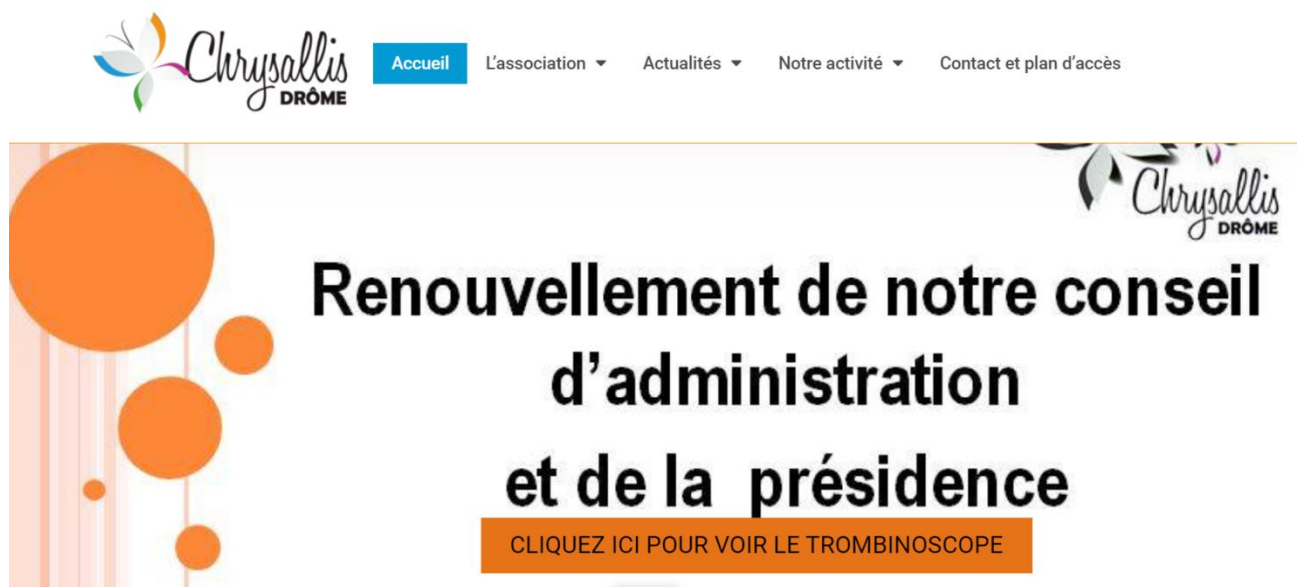 Chrysallis
DRÔME
Accueil L'association Actualités Notre activité Contact et plan d'accès
Chrysallis
DRÔME
Renouvellement de notre conseil
d'administration
et de la présidence
CLIQUEZ ICI POUR VOIR LE TROMBINOSCOPE